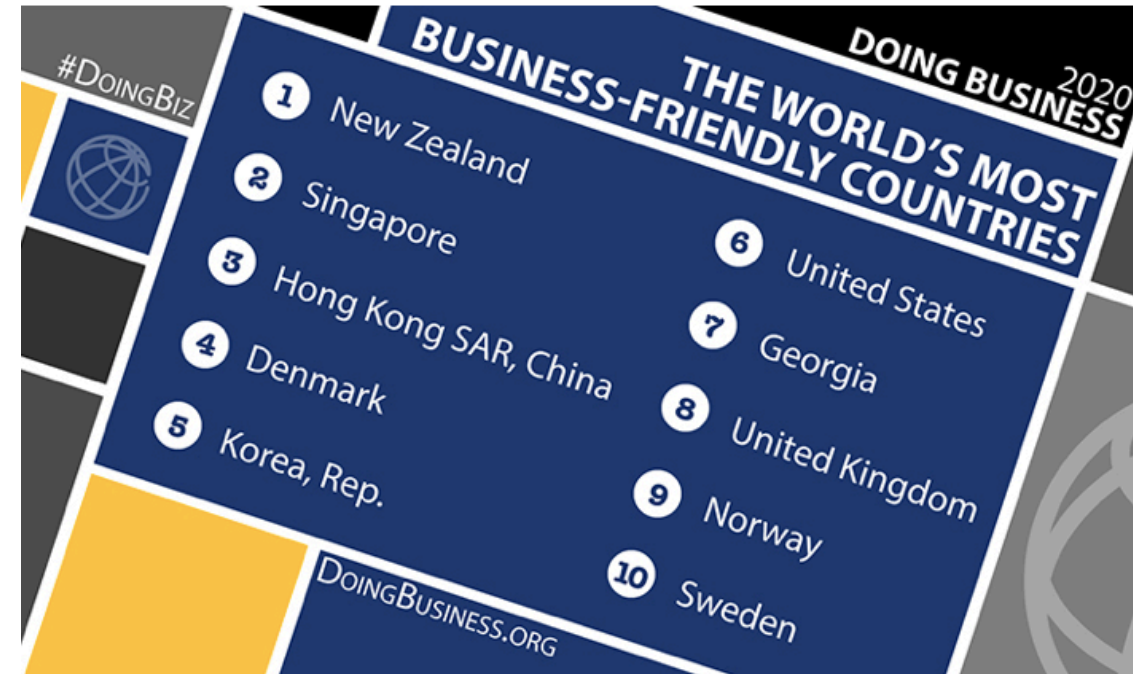 #DoingBiz
2020
DOING BUSINESS
THE WORLD'S MOST
BUSINESS-FRIENDLY COUNTRIES
1 New Zealand
2 Singapore
3 Hong Kong SAR, China
4 Denmark
5 Korea, Rep.
6 United States
7 Georgia
8 United Kingdom
9 Norway
10 Sweden
DoingBusiness.org